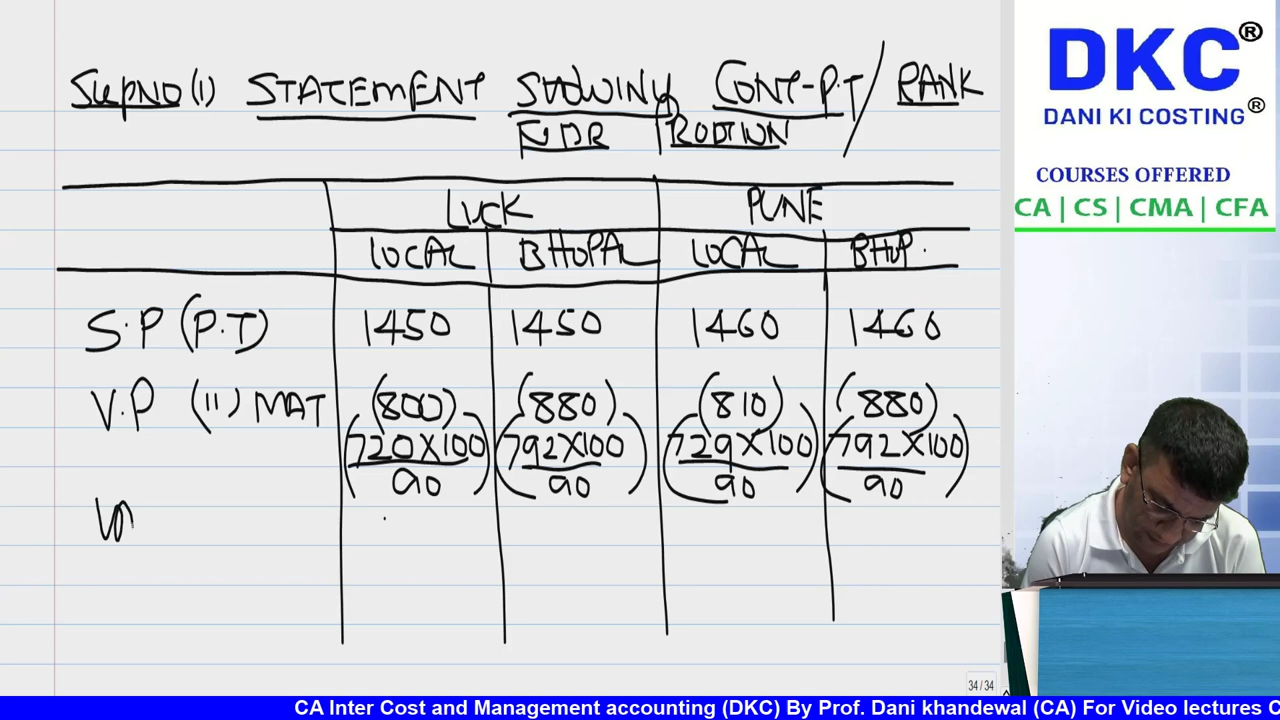 Supno (1) STATEMENT SHOWING CONT-P.T / RANK
FOR
LUCK PUNE
LOCAL BHOPAL LOCAL BHOP.
S.P (P.T) 1450 1450 1460 1460
V.P (11) MAT (800) (880) (810) (880)
(720X100 (792X100 (729X100 (792X100
90) 90) 90) 90)
34 / 34
DKC®
DANI KI COSTING®
COURSES OFFERED
CA | CS | CMA | CFA
CA Inter Cost and Management accounting (DKC) By Prof. Dani khandewal (CA) For Video lectures C